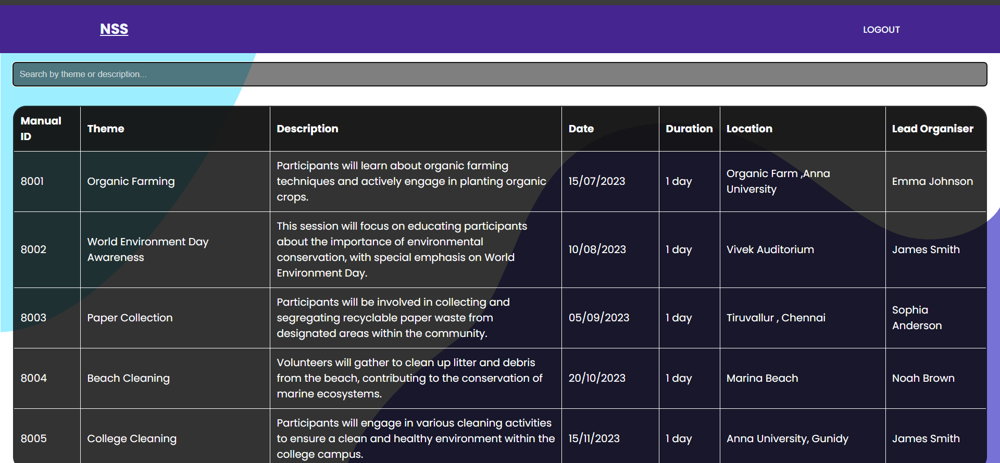 NSS
LOGOUT
Search by theme or description...
Manual
ID
Theme
Description
Date
Duration
Location
Lead Organiser
8001
Organic Farming
Participants will learn about organic farming
techniques and actively engage in planting organic
crops.
15/07/2023
1 day
Organic Farm ,Anna
University
Emma Johnson
8002
World Environment Day
Awareness
This session will focus on educating participants
about the importance of environmental
conservation, with special emphasis on World
Environment Day.
10/08/2023
1 day
Vivek Auditorium
James Smith
8003
Paper Collection
Participants will be involved in collecting and
segregating recyclable paper waste from
designated areas within the community.
05/09/2023
1 day
Tiruvallur , Chennai
Sophia
Anderson
8004
Beach Cleaning
Volunteers will gather to clean up litter and debris
from the beach, contributing to the conservation of
marine ecosystems.
20/10/2023
1 day
Marina Beach
Noah Brown
8005
College Cleaning
Participants will engage in various cleaning activities
to ensure a clean and healthy environment within the
college campus.
15/11/2023
1 day
Anna University, Gunidy
James Smith